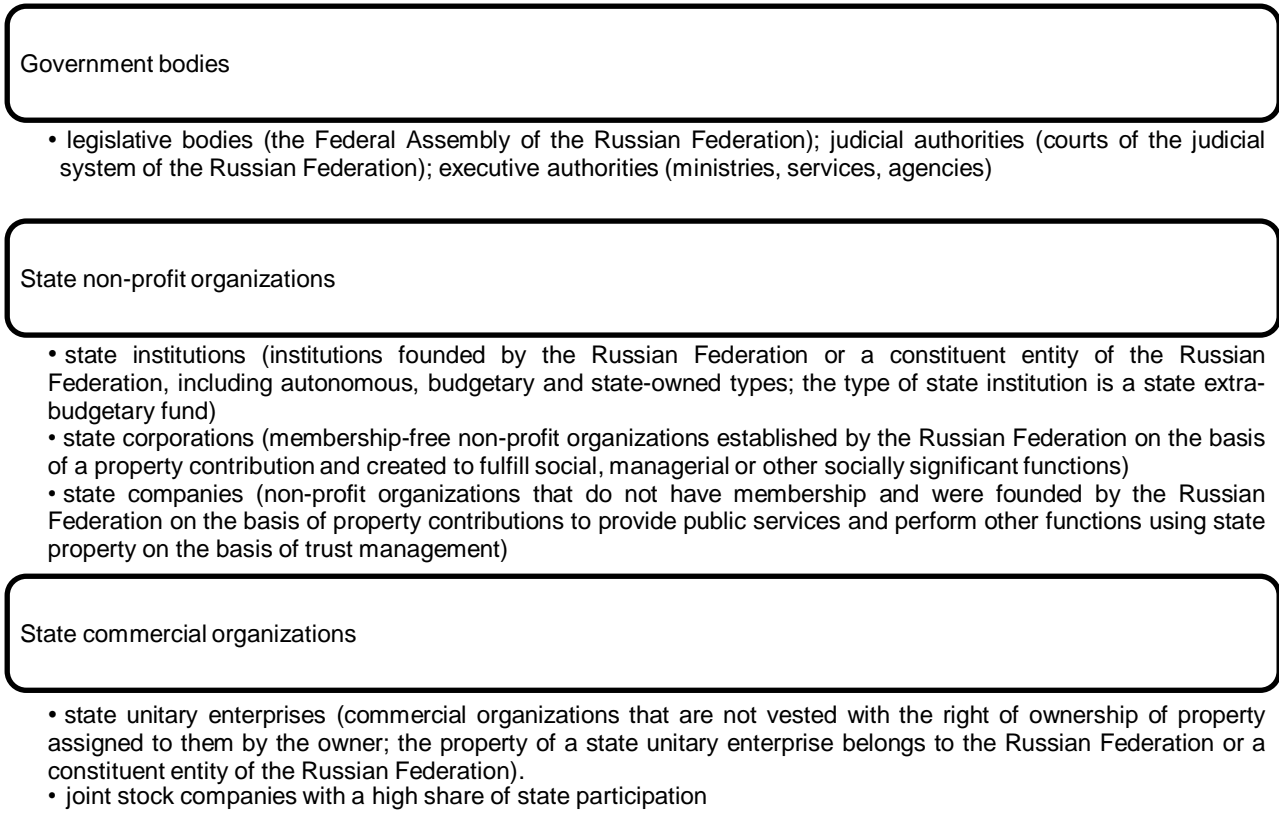 Government bodies
• legislative bodies (the Federal Assembly of the Russian Federation); judicial authorities (courts of the judicial
system of the Russian Federation); executive authorities (ministries, services, agencies)
State non-profit organizations
• state institutions (institutions founded by the Russian Federation or a constituent entity of the Russian
Federation, including autonomous, budgetary and state-owned types; the type of state institution is a state extra-
budgetary fund)
• state corporations (membership-free non-profit organizations established by the Russian Federation on the basis
of a property contribution and created to fulfill social, managerial or other socially significant functions)
• state companies (non-profit organizations that do not have membership and were founded by the Russian
Federation on the basis of property contributions to provide public services and perform other functions using state
property on the basis of trust management)
State commercial organizations
• state unitary enterprises (commercial organizations that are not vested with the right of ownership of property
assigned to them by the owner; the property of a state unitary enterprise belongs to the Russian Federation or a
constituent entity of the Russian Federation).
• joint stock companies with a high share of state participation